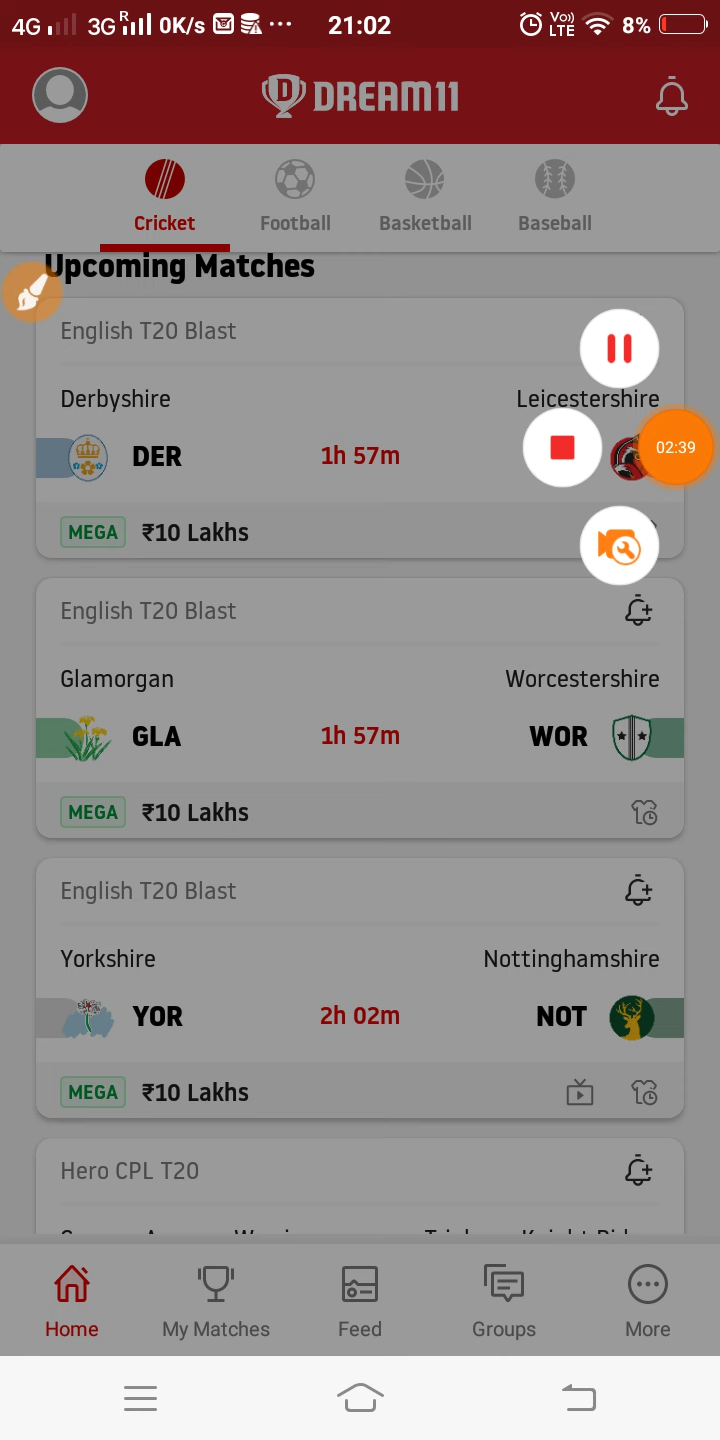 4G 3G R 0K/s ... 21:02 Vo) LTE 8%
DREAM11
Cricket Football Basketball Baseball
Upcoming Matches
English T20 Blast
Derbyshire Leicestershire
DER 1h 57m
02:39
MEGA ₹10 Lakhs
English T20 Blast
Glamorgan Worcestershire
GLA 1h 57m WOR
MEGA ₹10 Lakhs
English T20 Blast
Yorkshire Nottinghamshire
YOR 2h 02m NOT
MEGA ₹10 Lakhs
Hero CPL T20
Home My Matches Feed Groups More